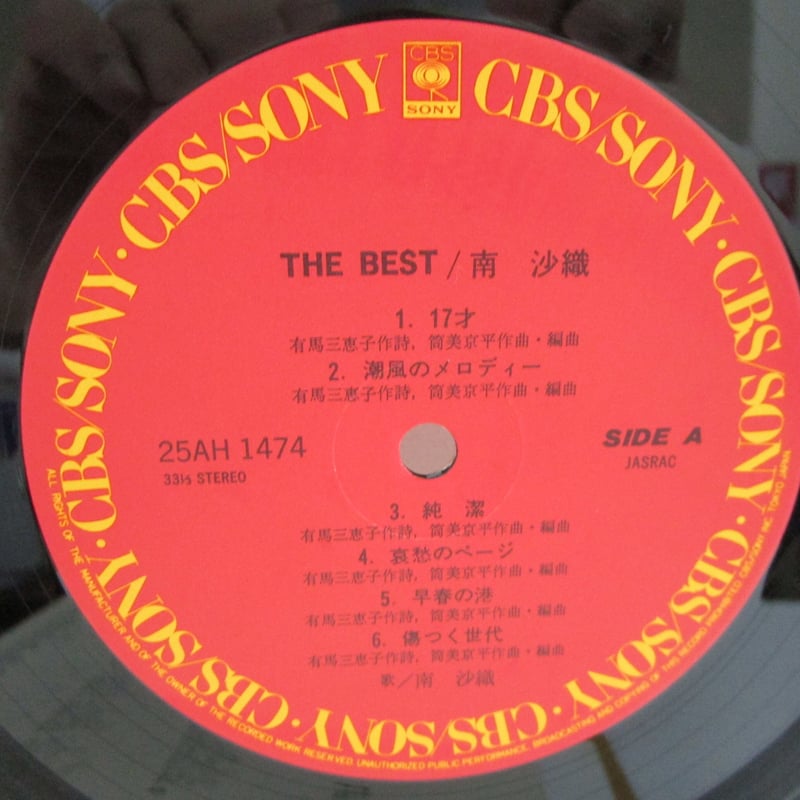 CBS
SONY
CBS/SONY · CBS/SONY · CBS/SONY · CBS/SONY · CBS/SONY · CBS/SONY · CBS/SONY · CBS/SONY
THE BEST / 南 沙織
1. 17才
有馬三恵子作詩, 筒美京平作曲・編曲
2. 潮風のメロディー
有馬三恵子作詩, 筒美京平作曲・編曲
25AH 1474
33⅓ STEREO
SIDE A
JASRAC
3. 純 潔
有馬三恵子作詩, 筒美京平作曲・編曲
4. 哀愁のページ
有馬三恵子作詩, 筒美京平作曲・編曲
5. 早春の港
有馬三恵子作詩, 筒美京平作曲・編曲
6. 傷つく世代
有馬三恵子作詩, 筒美京平作曲・編曲
歌／南 沙織
ALL RIGHTS OF THE MANUFACTURER AND OF THE OWNER OF THE RECORDED WORK RESERVED. UNAUTHORIZED PUBLIC PERFORMANCE, BROADCASTING AND COPYING OF THIS RECORD PROHIBITED. CBS/SONY INC. TOKYO JAPAN